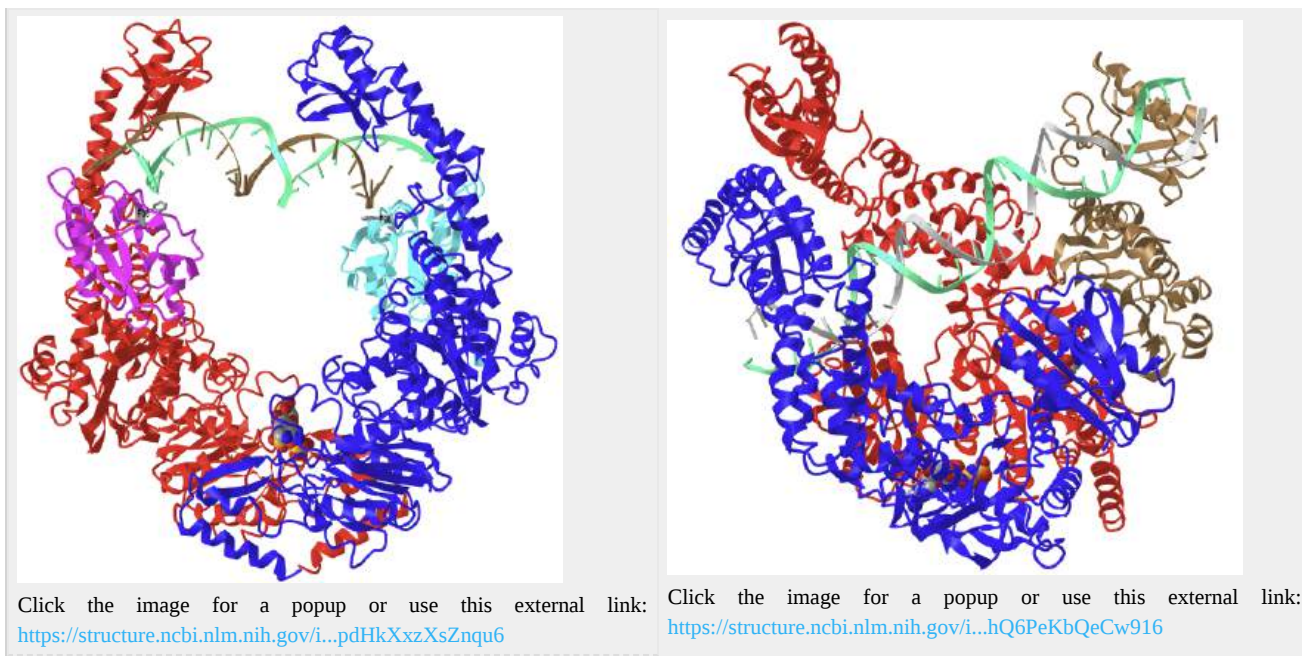 Click the image for a popup or use this external link:
https://structure.ncbi.nlm.nih.gov/i...pdHkXxzXsZnqu6
Click the image for a popup or use this external link:
https://structure.ncbi.nlm.nih.gov/i...hQ6PeKbQeCw916